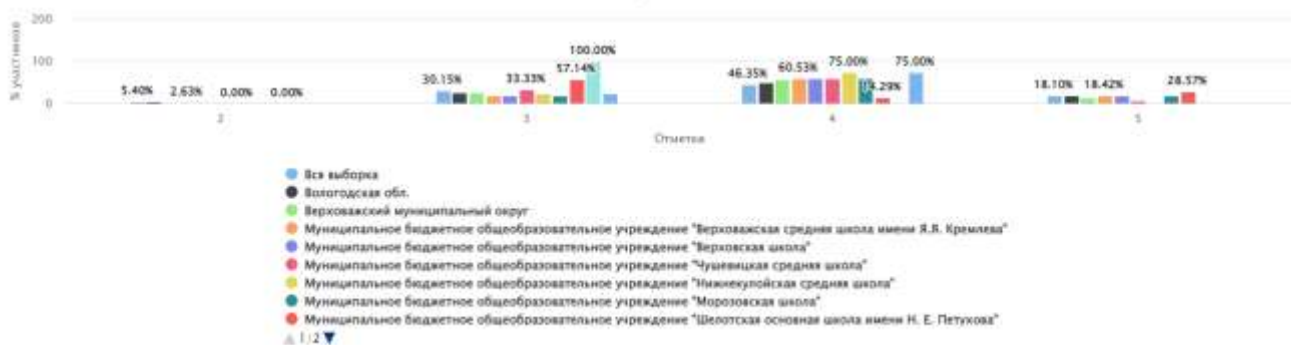 200
% участников
100
0
5.40% 2.63% 0.00% 0.00%
30.15% 33.33% 57.14% 100.00%
46.35% 60.53% 75.00% 14.29% 75.00%
18.10% 18.42% 28.57%
2 3 4 5
Отметка
Вся выборка
Вологодская обл.
Верховажский муниципальный округ
Муниципальное бюджетное общеобразовательное учреждение "Верховажская средняя школа имени Я.Я. Кремлева"
Муниципальное бюджетное общеобразовательное учреждение "Верховская школа"
Муниципальное бюджетное общеобразовательное учреждение "Чушевицкая средняя школа"
Муниципальное бюджетное общеобразовательное учреждение "Нижнекулойская средняя школа"
Муниципальное бюджетное общеобразовательное учреждение "Морозовская школа"
Муниципальное бюджетное общеобразовательное учреждение "Шелотская основная школа имени Н. Е. Петухова"
1/2